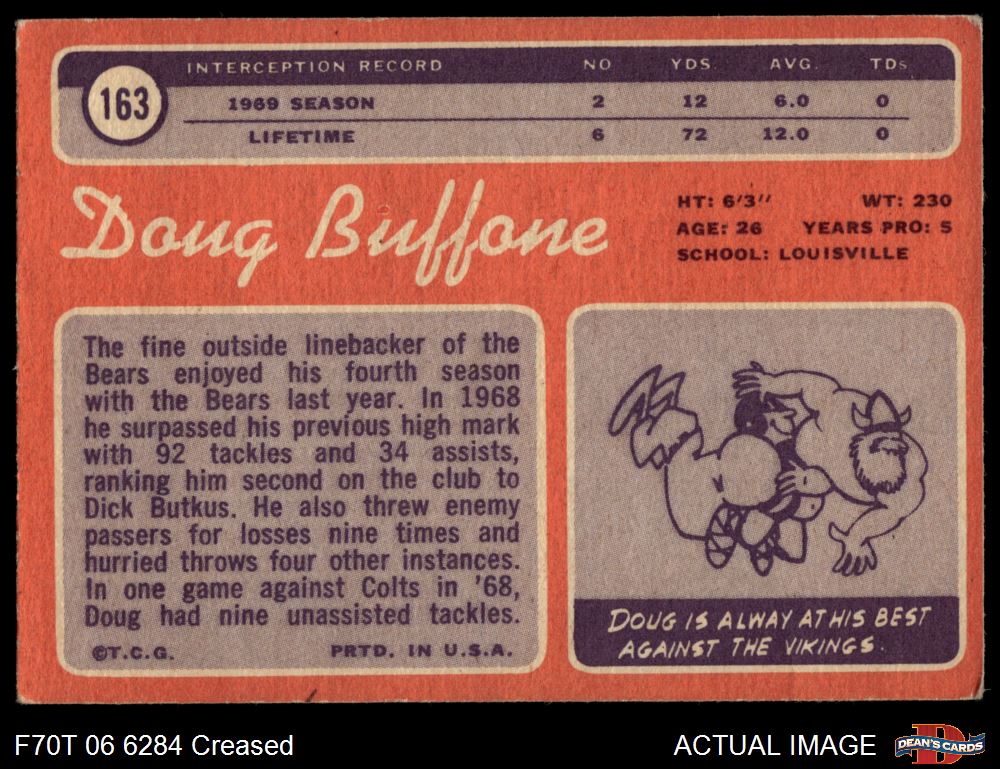 INTERCEPTION RECORD NO YDS. AVG. TDs.
163
1969 SEASON 2 12 6.0 0
LIFETIME 6 72 12.0 0
Doug Buffone
HT: 6'3" WT: 230
AGE: 26 YEARS PRO: 5
SCHOOL: LOUISVILLE
The fine outside linebacker of the
Bears enjoyed his fourth season
with the Bears last year. In 1968
he surpassed his previous high mark
with 92 tackles and 34 assists,
ranking him second on the club to
Dick Butkus. He also threw enemy
passers for losses nine times and
hurried throws four other instances.
In one game against Colts in '68,
Doug had nine unassisted tackles.
©T.C.G. PRTD. IN U.S.A.
DOUG IS ALWAY AT HIS BEST
AGAINST THE VIKINGS.
F70T 06 6284 Creased
ACTUAL IMAGE
DEAN'S CARDS